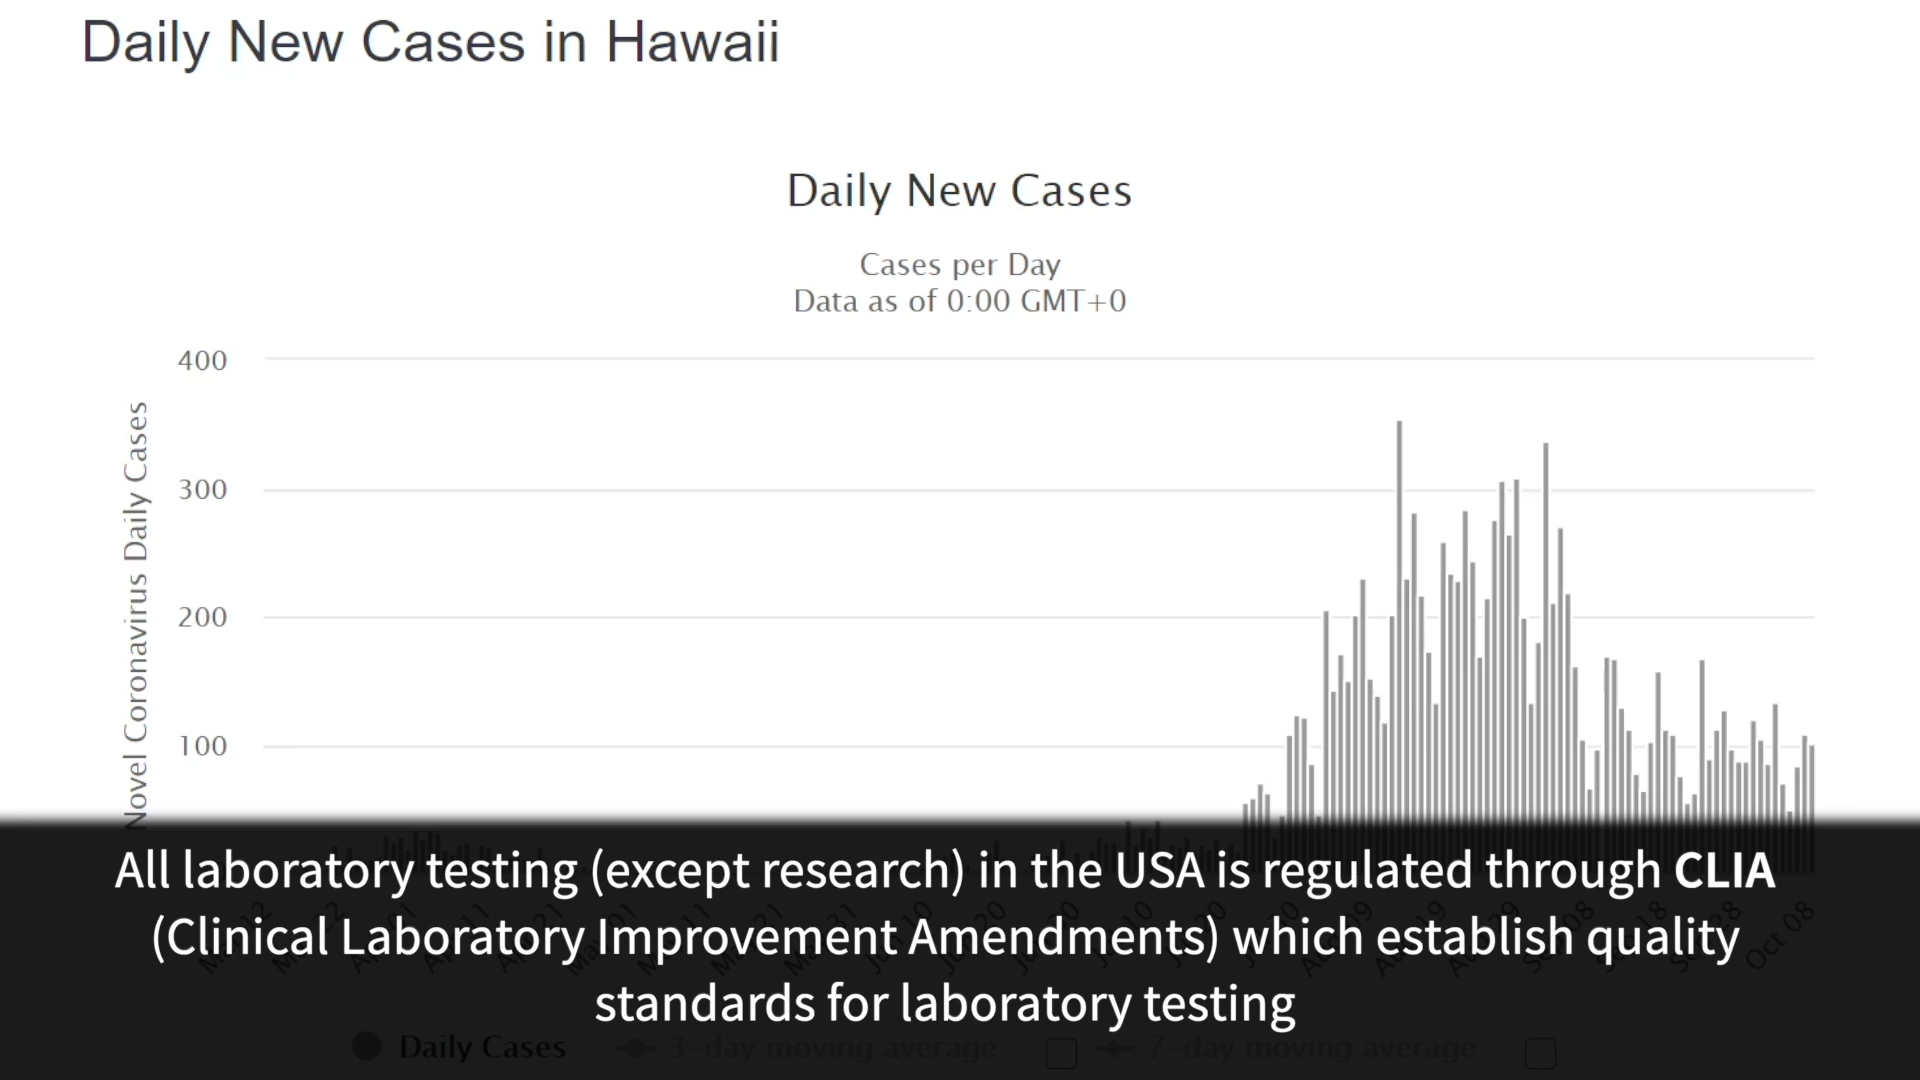 Daily New Cases in Hawaii
Daily New Cases
Cases per Day
Data as of 0:00 GMT+0
Novel Coronavirus Daily Cases
400
300
200
100
All laboratory testing (except research) in the USA is regulated through CLIA
(Clinical Laboratory Improvement Amendments) which establish quality
standards for laboratory testing
Oct 08
Daily Cases
3-day moving average
7-day moving average